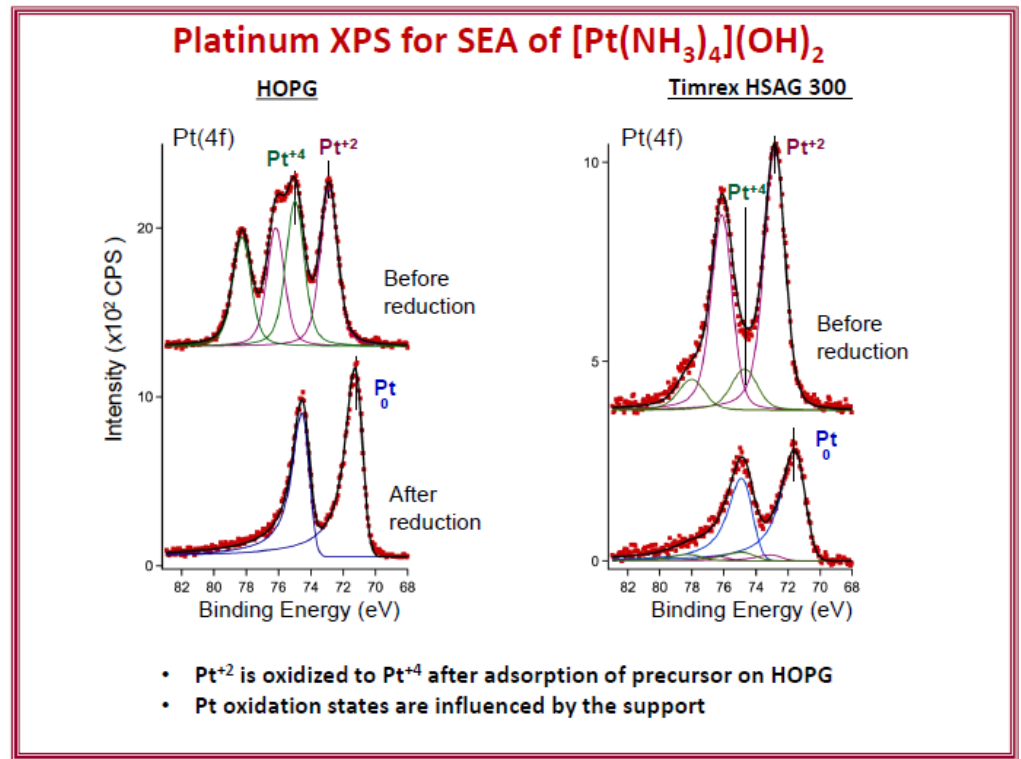 Platinum XPS for SEA of [Pt(NH3)4](OH)2
HOPG
Pt(4f)
Pt+4
Pt+2
20
Before
reduction
Intensity (x10² CPS )
10
Pt
0
After
reduction
0
82 80 78 76 74 72 70 68
Binding Energy (eV)
Timrex HSAG 300
Pt(4f)
10
Pt+2
Pt+4
Before
reduction
5
Pt
0
0
82 80 78 76 74 72 70 68
Binding Energy (eV)
• Pt+2 is oxidized to Pt+4 after adsorption of precursor on HOPG
• Pt oxidation states are influenced by the support